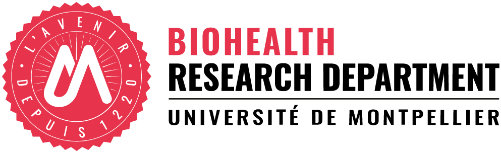 · L'AVENIR ·
DEPUIS 1220
BIOHEALTH
RESEARCH DEPARTMENT
UNIVERSITÉ DE MONTPELLIER